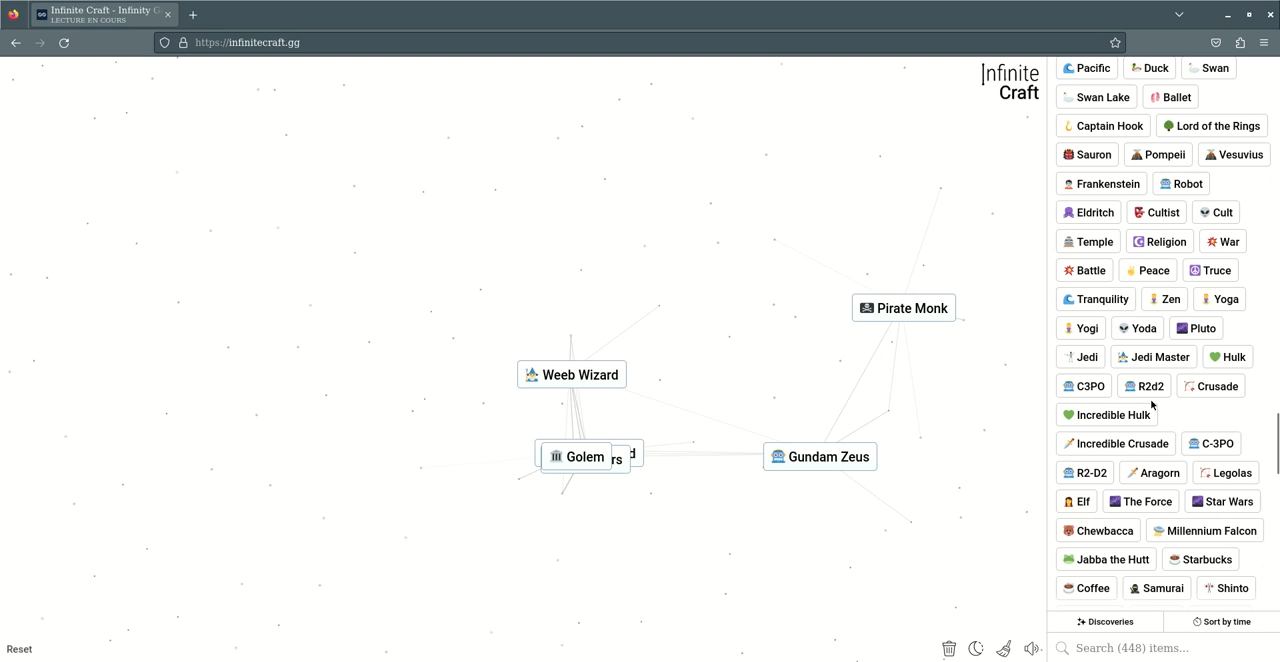 Infinite Craft - Infinity G
LECTURE EN COURS
https://infinitecraft.gg
Infinite
Craft
Pacific Duck Swan
Swan Lake Ballet
Captain Hook Lord of the Rings
Sauron Pompeii Vesuvius
Frankenstein Robot
Eldritch Cultist Cult
Temple Religion War
Battle Peace Truce
Tranquility Zen Yoga
Yogi Yoda Pluto
Jedi Jedi Master Hulk
C3PO R2d2 Crusade
Incredible Hulk
Incredible Crusade C-3PO
R2-D2 Aragorn Legolas
Elf The Force Star Wars
Chewbacca Millennium Falcon
Jabba the Hutt Starbucks
Coffee Samurai Shinto
Pirate Monk
Weeb Wizard
Golem
Gundam Zeus
Discoveries Sort by time
Reset
Search (448) items...